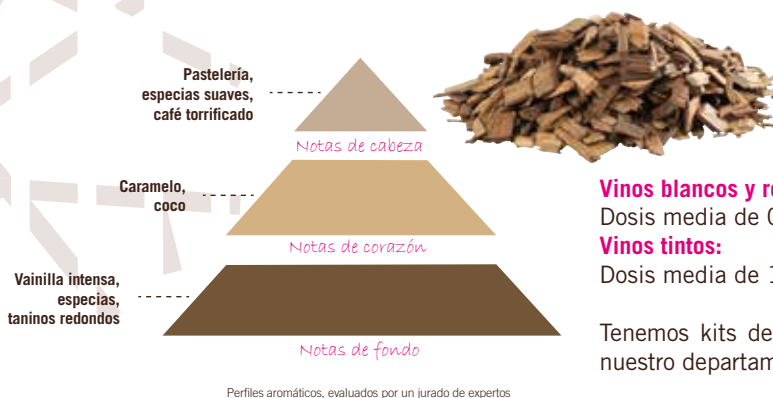 Pastelería,
especias suaves,
café torrificado
Notas de cabeza
Caramelo,
coco
Notas de corazón
Vainilla intensa,
especias,
taninos redondos
Notas de fondo
Perfiles aromáticos, evaluados por un jurado de expertos
Vinos blancos y
Dosis media de
Vinos tintos:
Dosis media de
Tenemos kits de
nuestro